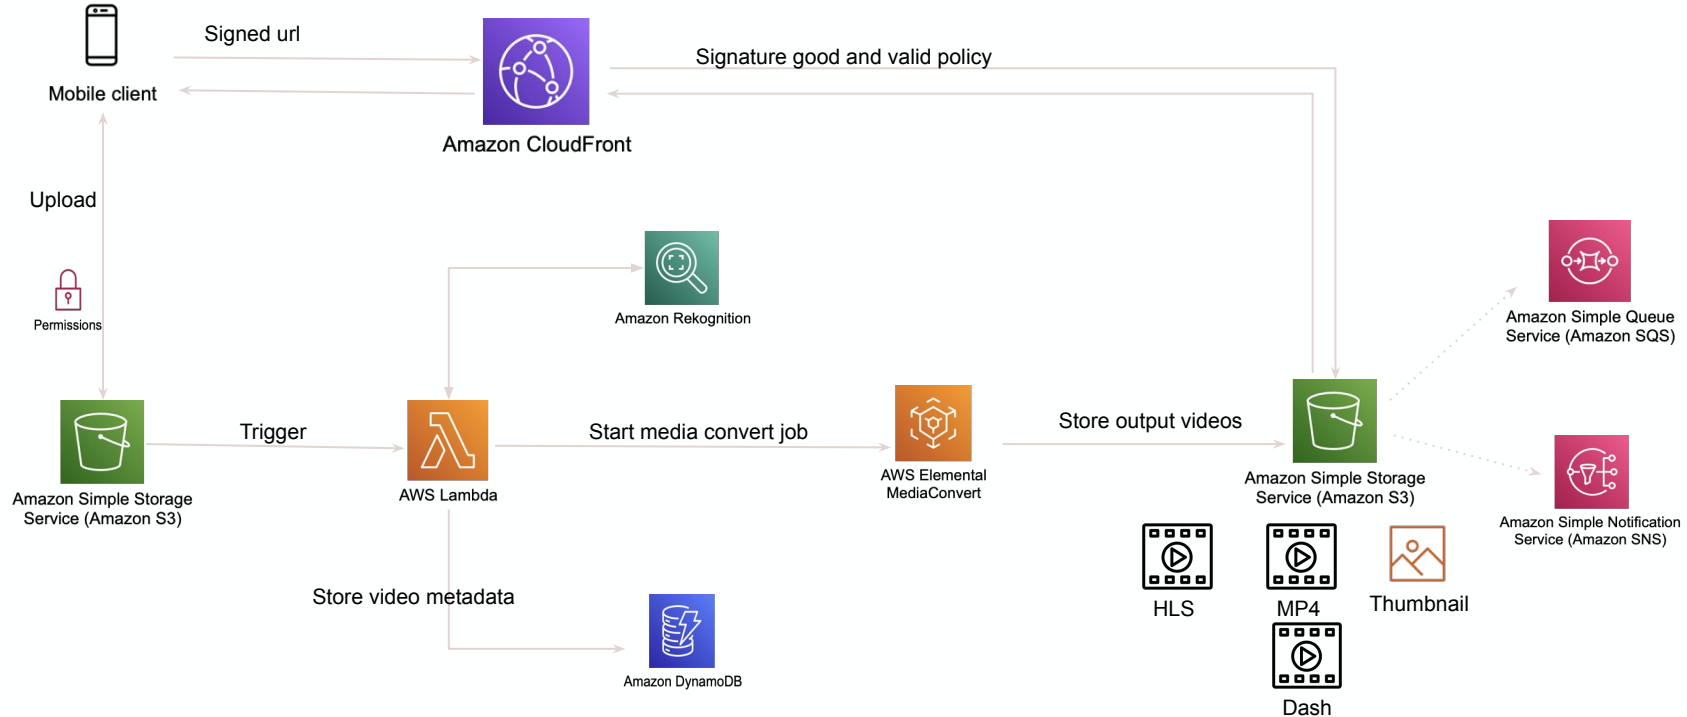 Signed url
Signature good and valid policy
Mobile client
Amazon CloudFront
Upload
Permissions
Amazon Rekognition
Amazon Simple Queue
Service (Amazon SQS)
Trigger
Start media convert job
Store output videos
Amazon Simple Storage
Service (Amazon S3)
AWS Lambda
AWS Elemental
MediaConvert
Amazon Simple Storage
Service (Amazon S3)
Amazon Simple Notification
Service (Amazon SNS)
Store video metadata
HLS
MP4
Thumbnail
Amazon DynamoDB
Dash